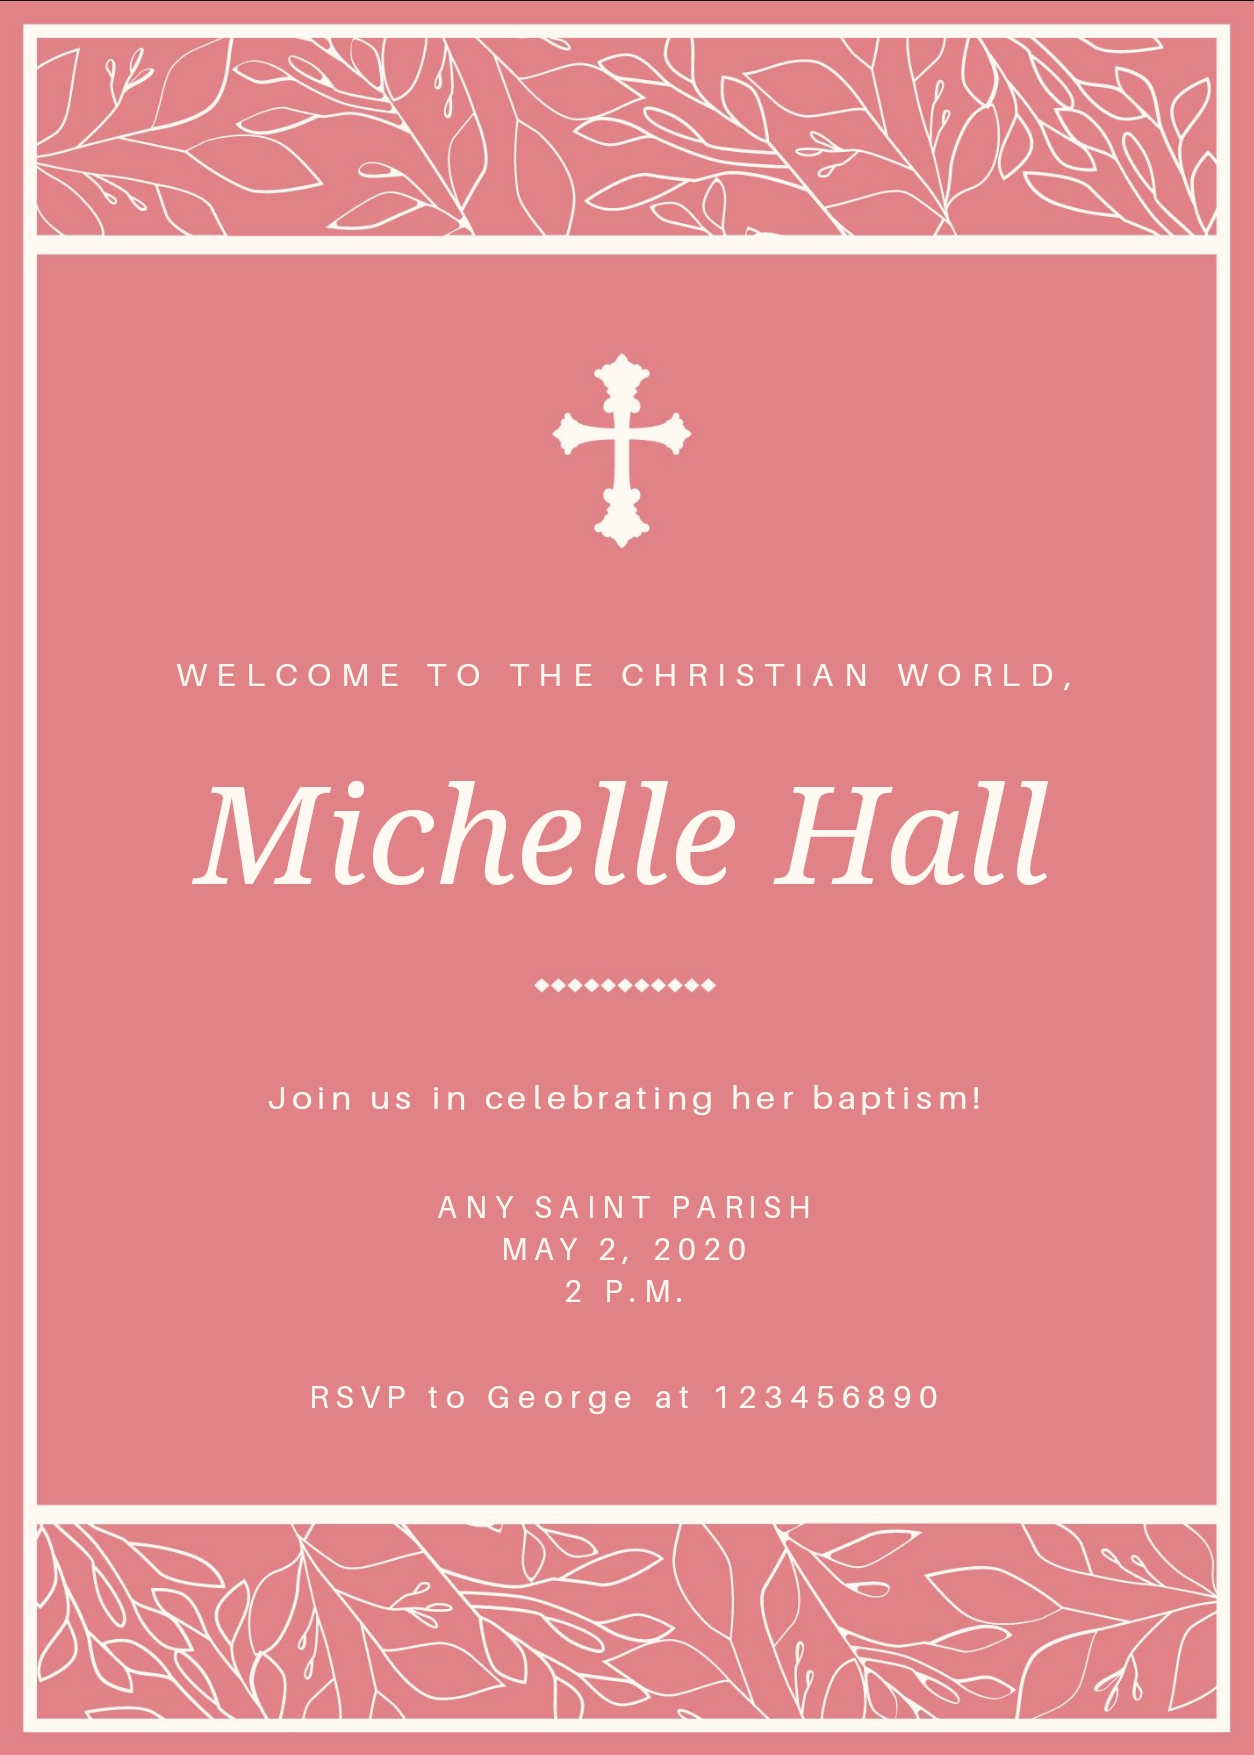 WELCOME TO THE CHRISTIAN WORLD,
Michelle Hall
Join us in celebrating her baptism!
ANY SAINT PARISH
MAY 2, 2020
2 P.M.
RSVP to George at 123456890